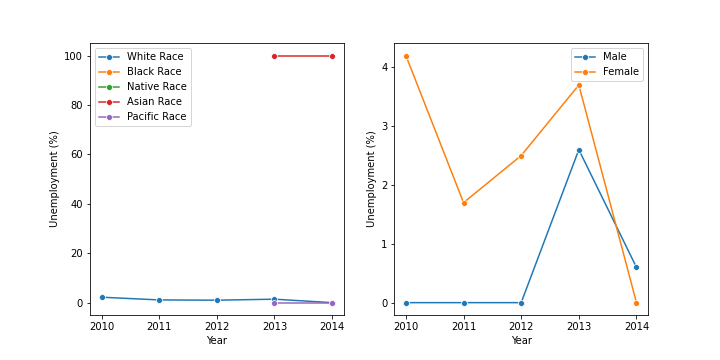 Unemployment (%)
100
80
60
40
20
0
White Race
Black Race
Native Race
Asian Race
Pacific Race
2010 2011 2012 2013 2014
Year
Unemployment (%)
4
3
2
1
0
Male
Female
2010 2011 2012 2013 2014
Year